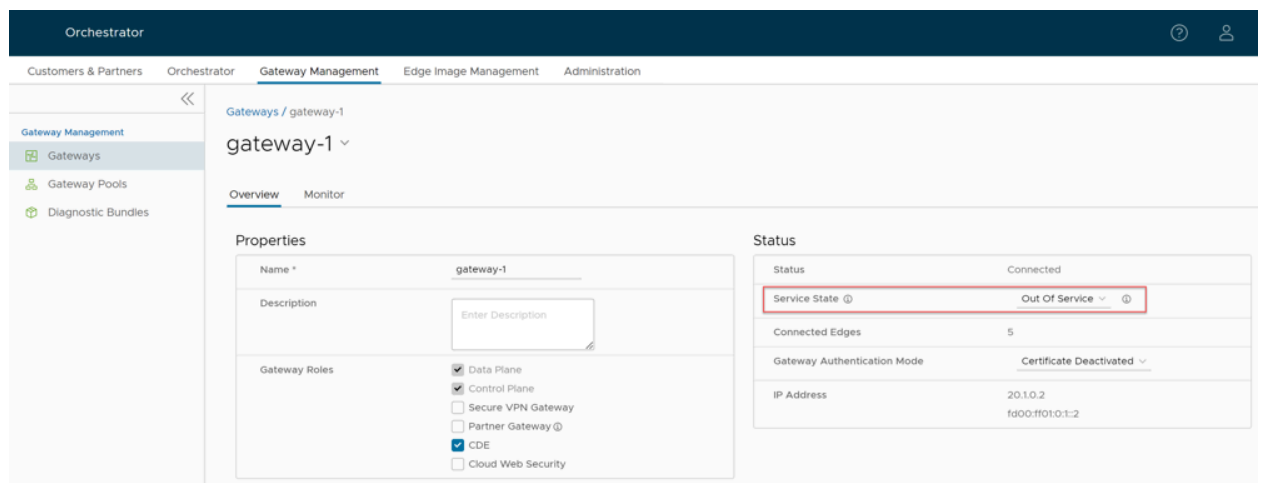 Orchestrator
Customers & Partners Orchestrator Gateway Management Edge Image Management Administration
Gateway Management
Gateways
Gateway Pools
Diagnostic Bundles
Gateways / gateway-1
gateway-1
Overview Monitor
Properties
Name * gateway-1
Description Enter Description
Gateway Roles Data Plane
Control Plane
Secure VPN Gateway
Partner Gateway
CDE
Cloud Web Security
Status
Status Connected
Service State Out Of Service
Connected Edges 5
Gateway Authentication Mode Certificate Deactivated
IP Address 20.1.0.2
fd00:ff01:0:1::2